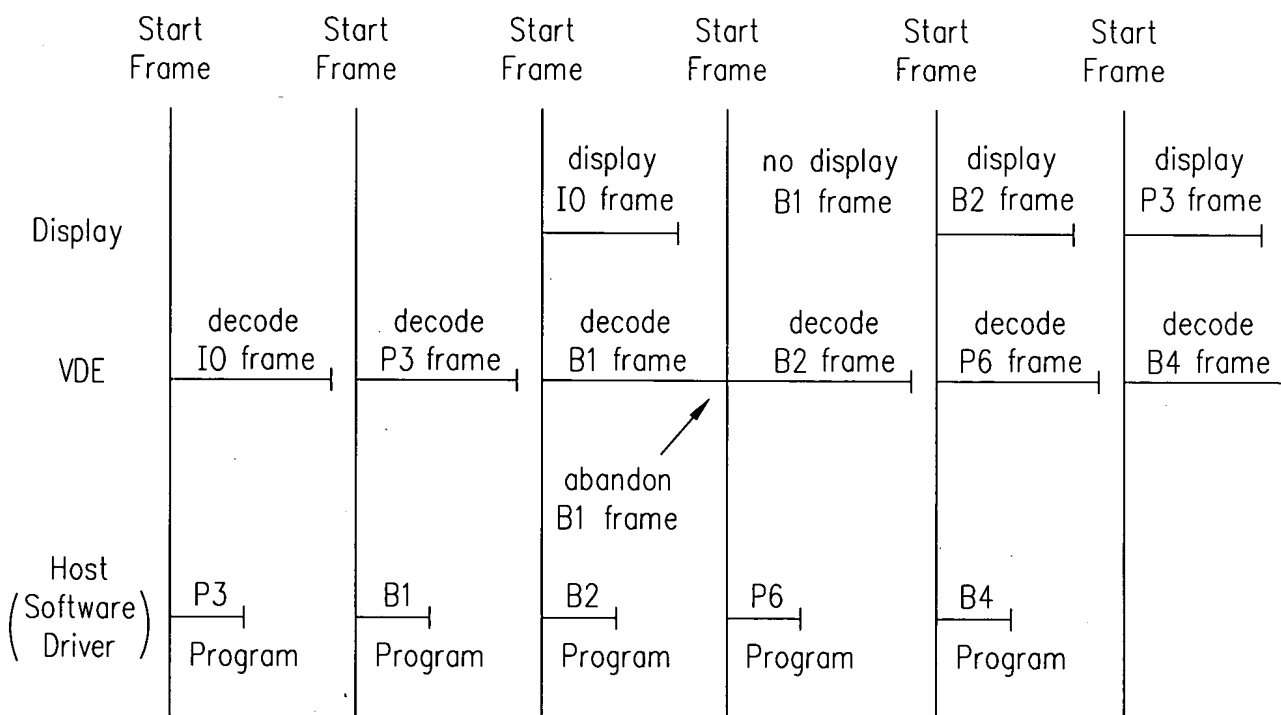 Start Start Start Start Start Start
Frame Frame Frame Frame Frame Frame
display no display display display
IO frame B1 frame B2 frame P3 frame
Display
decode decode decode decode decode decode
IO frame P3 frame B1 frame B2 frame P6 frame B4 frame
VDE
abandon
B1 frame
Host
(Software
Driver)
P3 B1 B2 P6 B4
Program Program Program Program Program